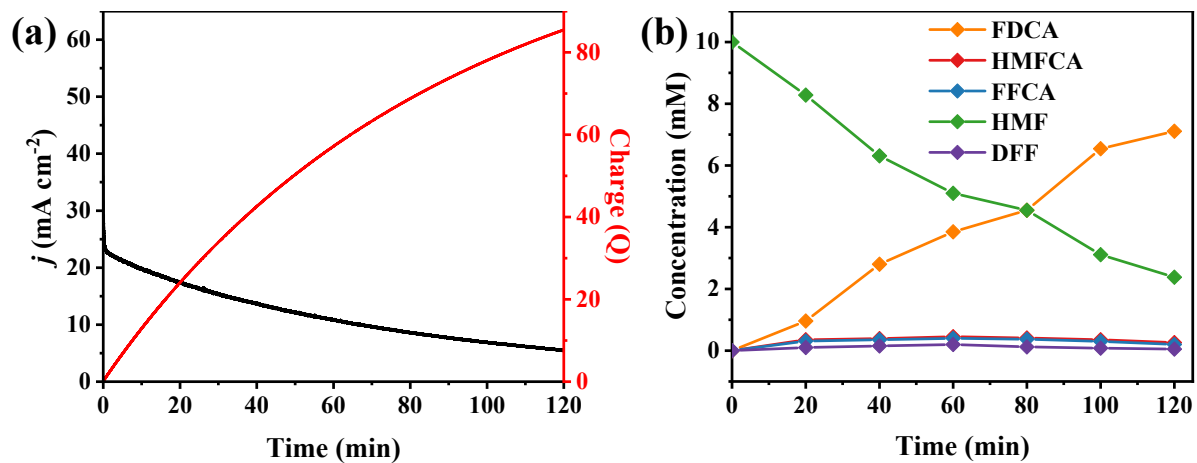 (a)
60
50
40
30
20
10
0
j (mA cm-2)
80
60
40
20
0
Charge (Q)
0 20 40 60 80 100 120
Time (min)
(b)
10
8
6
4
2
0
Concentration (mM)
FDCA
HMFCA
FFCA
HMF
DFF
0 20 40 60 80 100 120
Time (min)